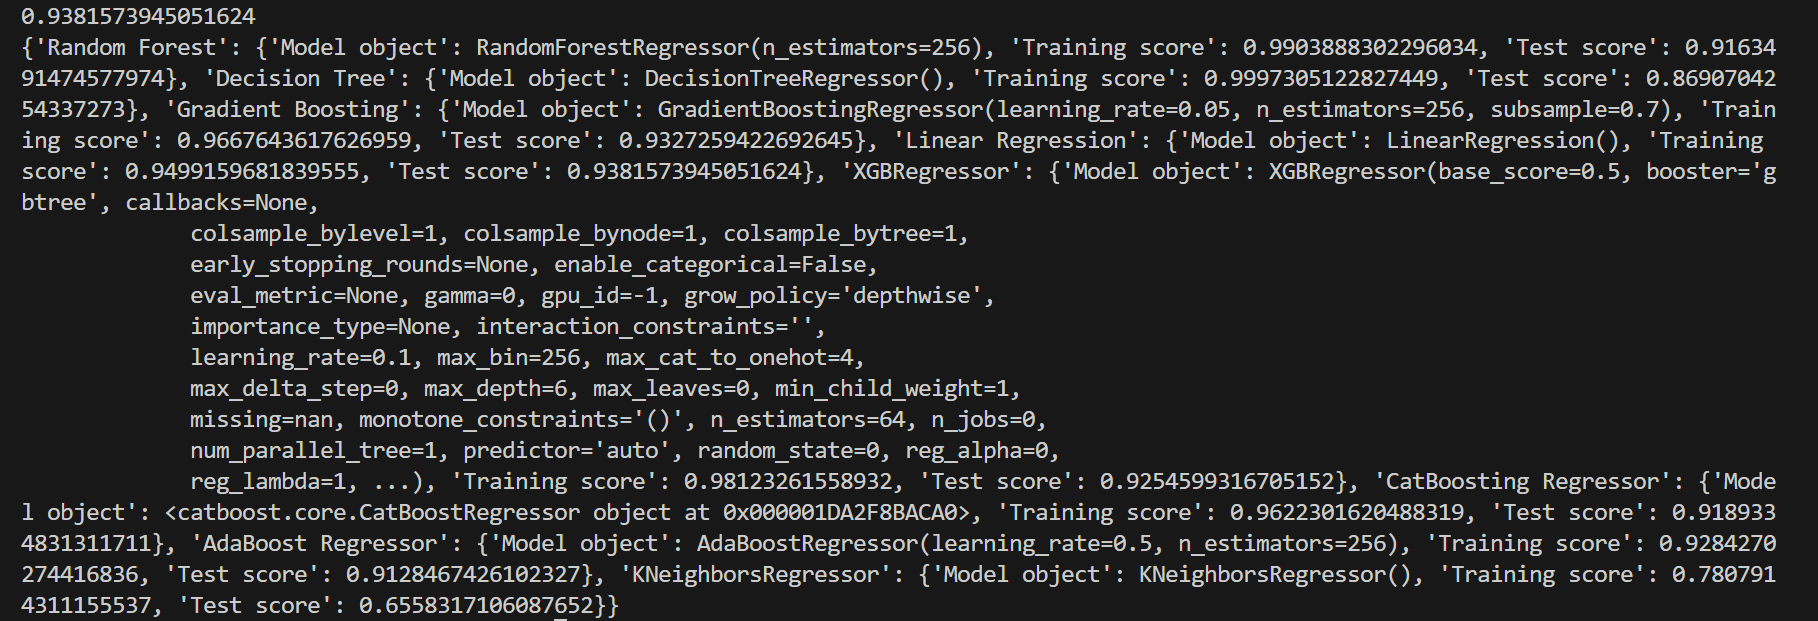 0.9381573945051624
{'Random Forest': {'Model object': RandomForestRegressor(n_estimators=256), 'Training score': 0.9903888302296034, 'Test score': 0.91634
91474577974}, 'Decision Tree': {'Model object': DecisionTreeRegressor(), 'Training score': 0.9997305122827449, 'Test score': 0.86907042
54337273}, 'Gradient Boosting': {'Model object': GradientBoostingRegressor(learning_rate=0.05, n_estimators=256, subsample=0.7), 'Train
ing score': 0.9667643617626959, 'Test score': 0.9327259422692645}, 'Linear Regression': {'Model object': LinearRegression(), 'Training
score': 0.9499159681839555, 'Test score': 0.9381573945051624}, 'XGBRegressor': {'Model object': XGBRegressor(base_score=0.5, booster='g
btree', callbacks=None,
colsample_bylevel=1, colsample_bynode=1, colsample_bytree=1,
early_stopping_rounds=None, enable_categorical=False,
eval_metric=None, gamma=0, gpu_id=-1, grow_policy='depthwise',
importance_type=None, interaction_constraints='',
learning_rate=0.1, max_bin=256, max_cat_to_onehot=4,
max_delta_step=0, max_depth=6, max_leaves=0, min_child_weight=1,
missing=nan, monotone_constraints='()', n_estimators=64, n_jobs=0,
num_parallel_tree=1, predictor='auto', random_state=0, reg_alpha=0,
reg_lambda=1, ...), 'Training score': 0.98123261558932, 'Test score': 0.9254599316705152}, 'CatBoosting Regressor': {'Mode
l object': <catboost.core.CatBoostRegressor object at 0x000001DA2F8BACA0>, 'Training score': 0.9622301620488319, 'Test score': 0.918933
4831311711}, 'AdaBoost Regressor': {'Model object': AdaBoostRegressor(learning_rate=0.5, n_estimators=256), 'Training score': 0.9284270
274416836, 'Test score': 0.9128467426102327}, 'KNeighborsRegressor': {'Model object': KNeighborsRegressor(), 'Training score': 0.780791
4311155537, 'Test score': 0.6558317106087652}}